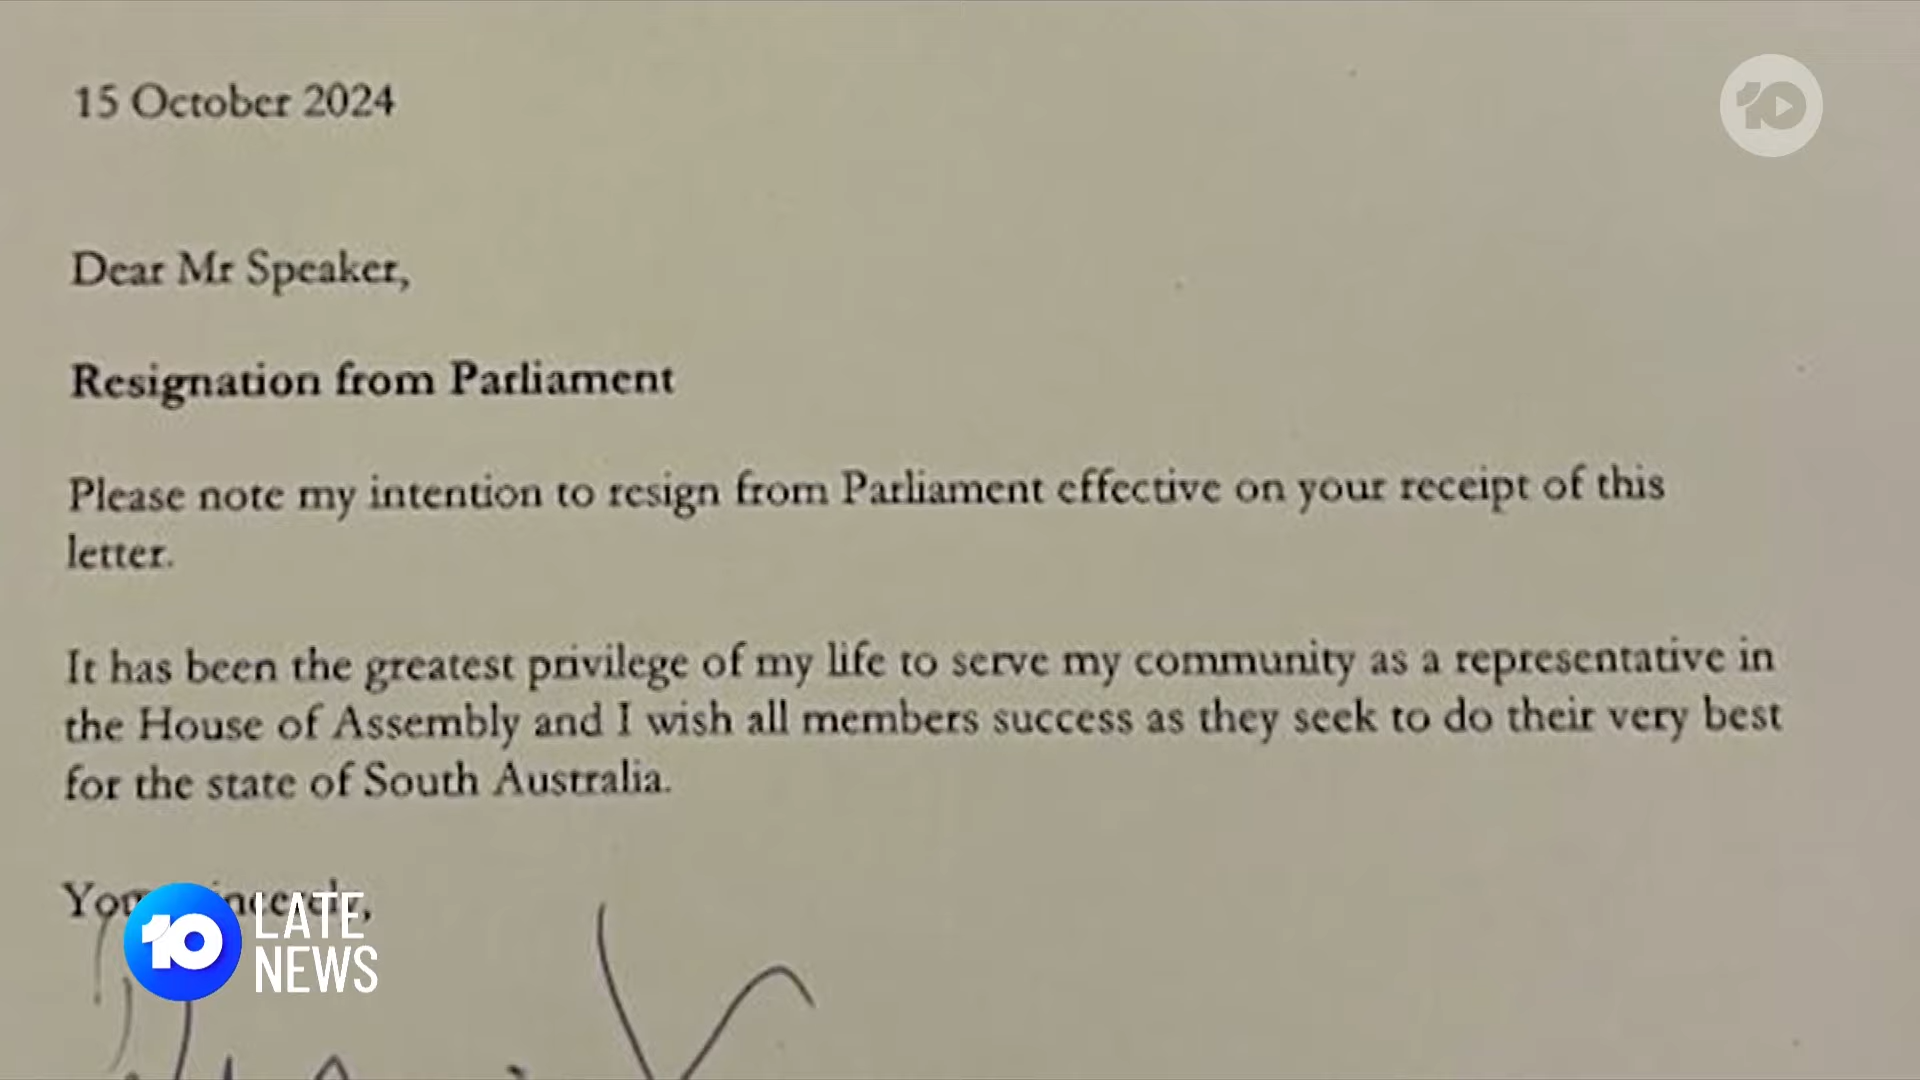 15 October 2024
10
Dear Mr Speaker,
Resignation from Parliament
Please note my intention to resign from Parliament effective on your receipt of this
letter.
It has been the greatest privilege of my life to serve my community as a representative in
the House of Assembly and I wish all members success as they seek to do their very best
for the state of South Australia.
10 LATE
NEWS